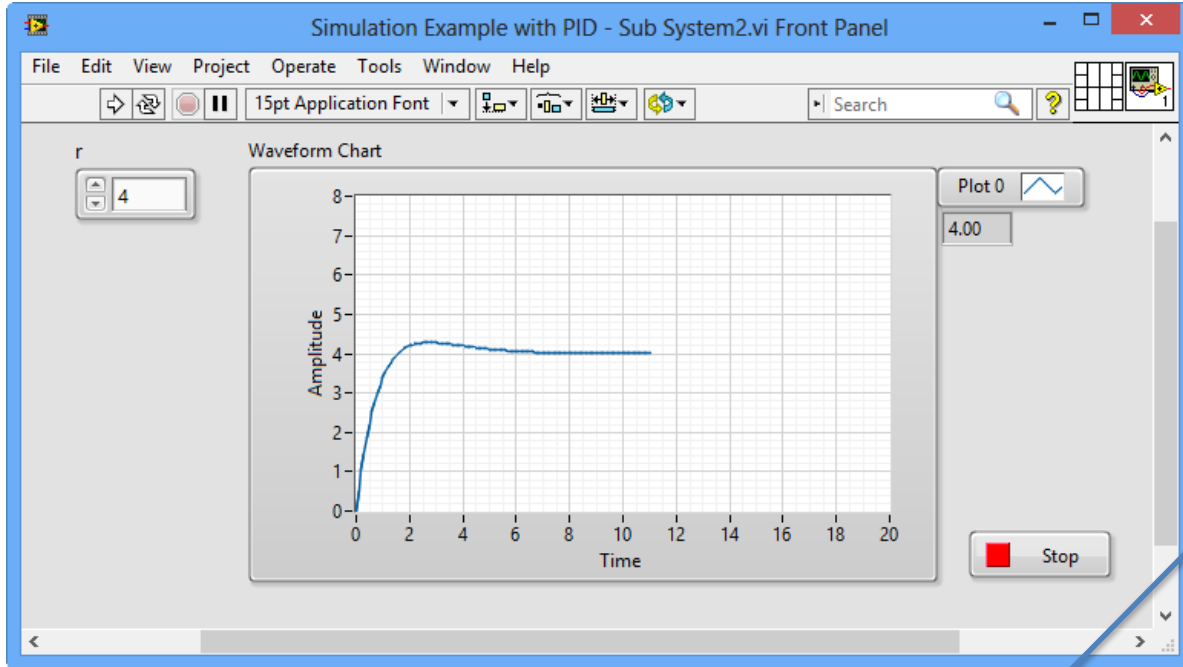 Simulation Example with PID - Sub System2.vi Front Panel
File Edit View Project Operate Tools Window Help
15pt Application Font
Search
1
r
4
Waveform Chart
Plot 0
4.00
Amplitude
8
7
6
5
4
3
2
1
0
0 2 4 6 8 10 12 14 16 18 20
Time
Stop